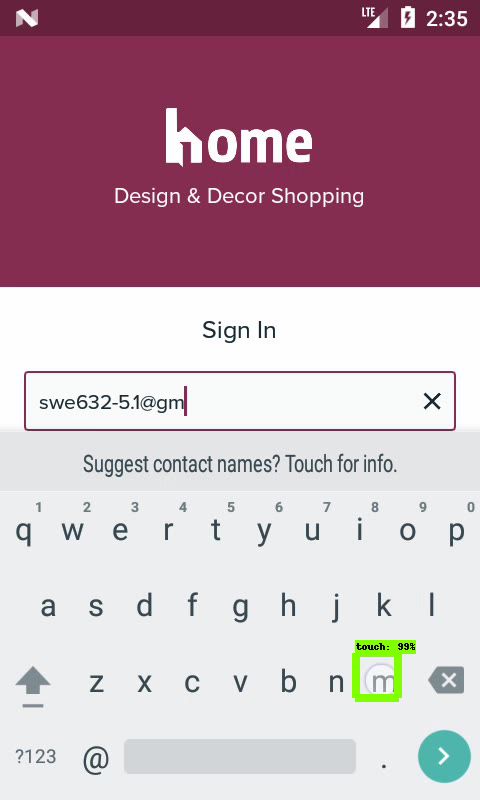 LTE 2:35
home
Design & Decor Shopping
Sign In
swe632-5.1@gm
Suggest contact names? Touch for info.
1 2 3 4 5 6 7 8 9 0
q w e r t y u i o p
a s d f g h j k l
touch: 99%
z x c v b n m
?123 @ .